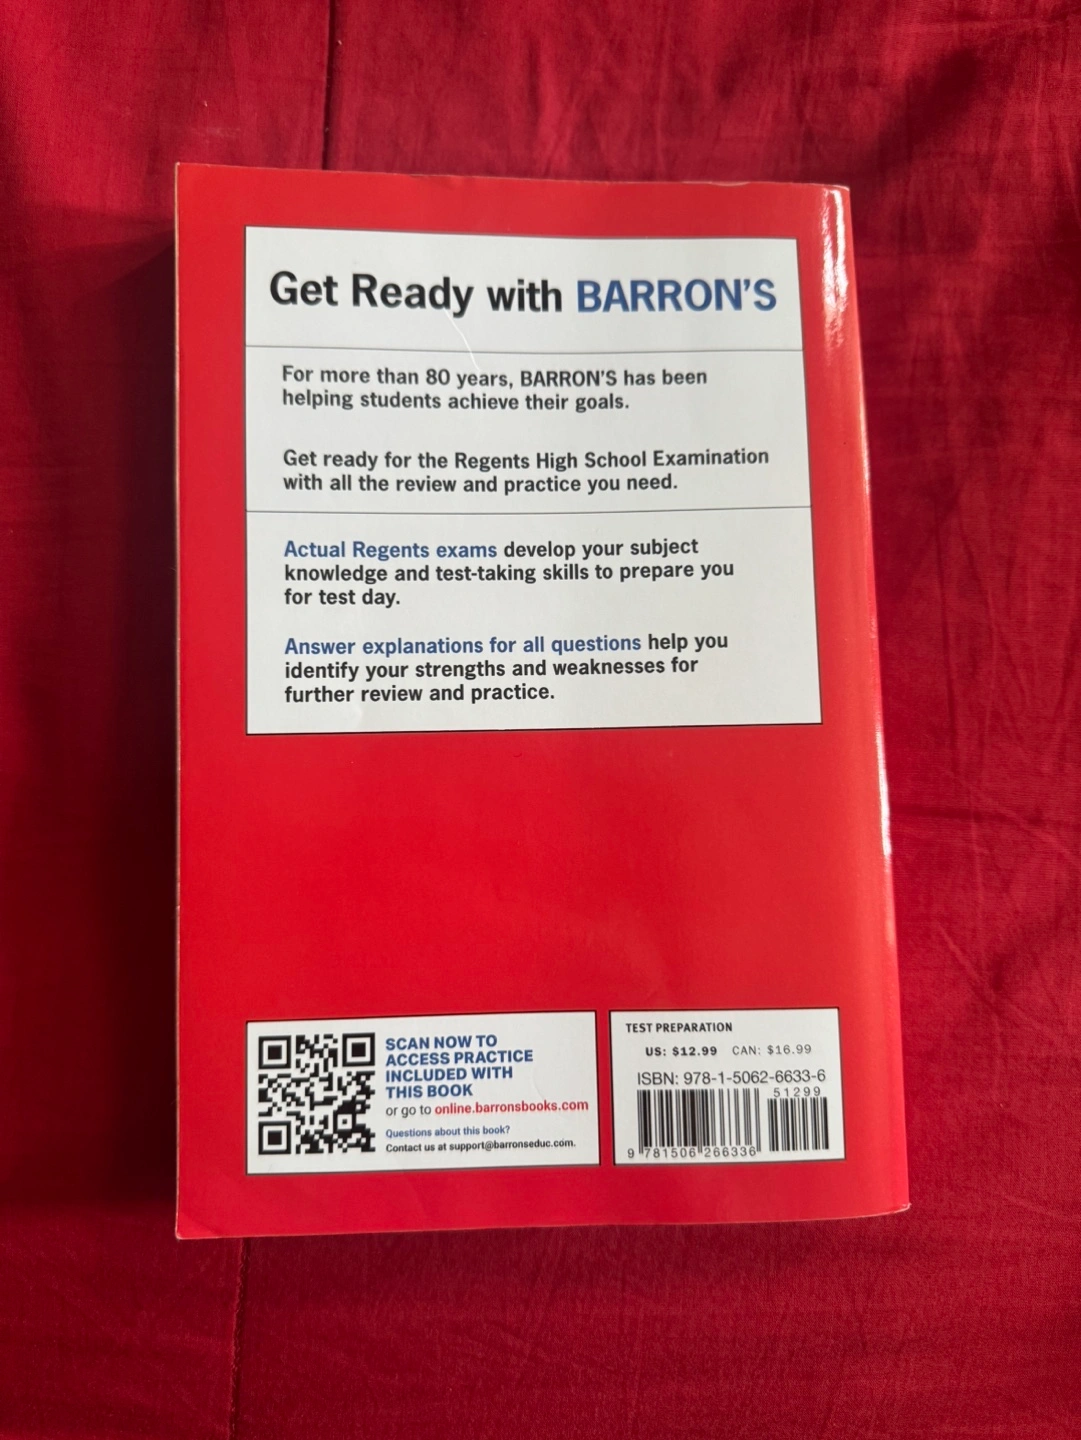 Get Ready with BARRON'S
For more than 80 years, BARRON'S has been
helping students achieve their goals.
Get ready for the Regents High School Examination
with all the review and practice you need.
Actual Regents exams develop your subject
knowledge and test-taking skills to prepare you
for test day.
Answer explanations for all questions help you
identify your strengths and weaknesses for
further review and practice.
SCAN NOW TO
ACCESS PRACTICE
INCLUDED WITH
THIS BOOK
or go to online.barronsbooks.com
Questions about this book?
Contact us at support@barronseduc.com.
TEST PREPARATION
US: $12.99 CAN: $16.99
ISBN: 978-1-5062-6633-6
51299
9 781506 266336